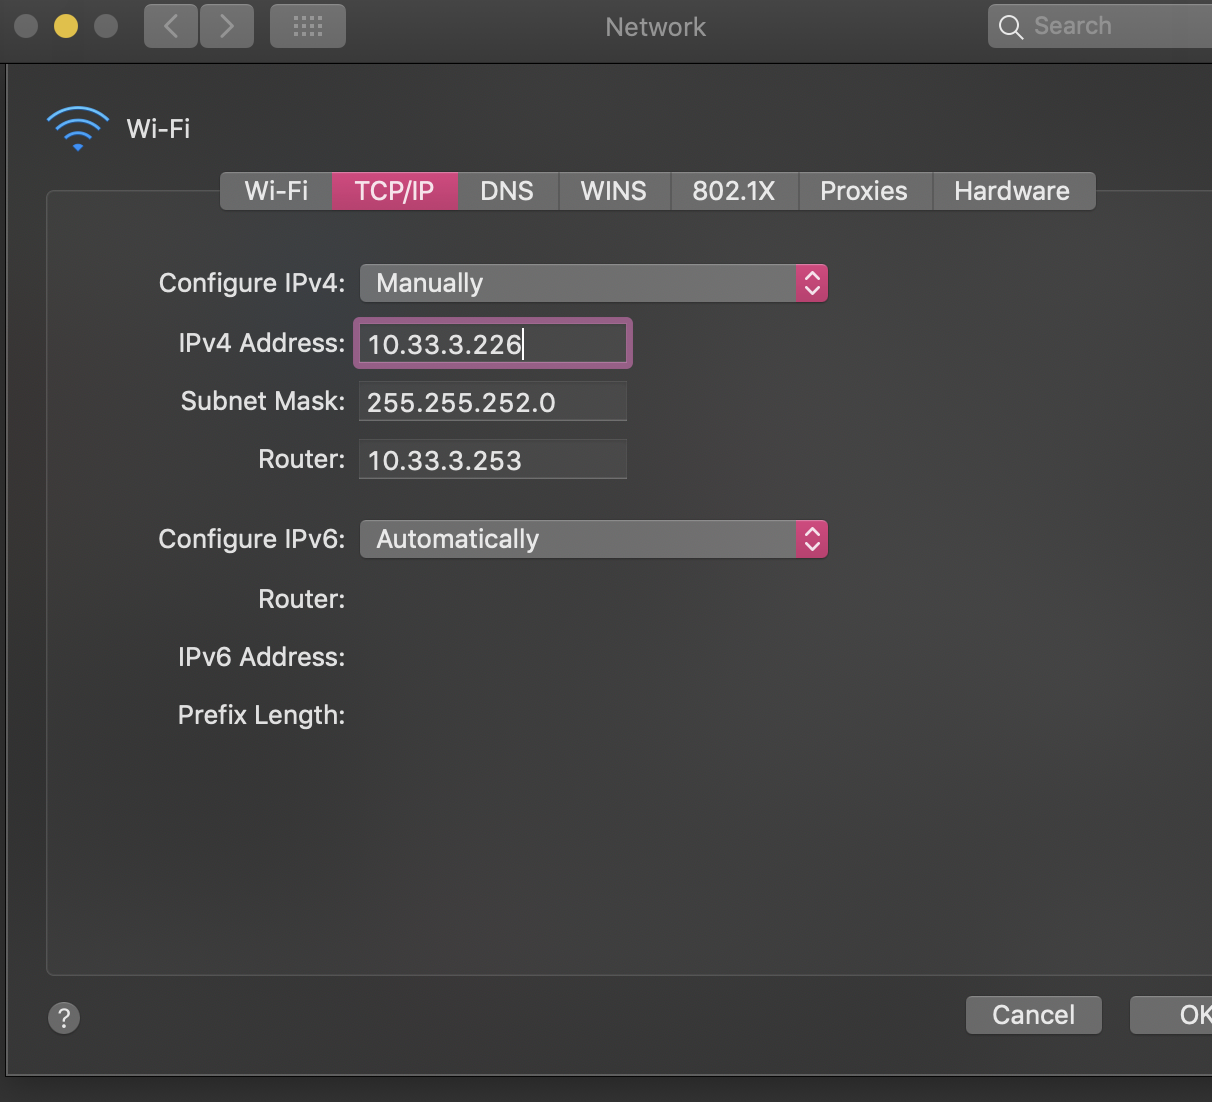 Network
Search
Wi-Fi
Wi-Fi TCP/IP DNS WINS 802.1X Proxies Hardware
Configure IPv4: Manually
IPv4 Address: 10.33.3.226
Subnet Mask: 255.255.252.0
Router: 10.33.3.253
Configure IPv6: Automatically
Router:
IPv6 Address:
Prefix Length:
? Cancel OK